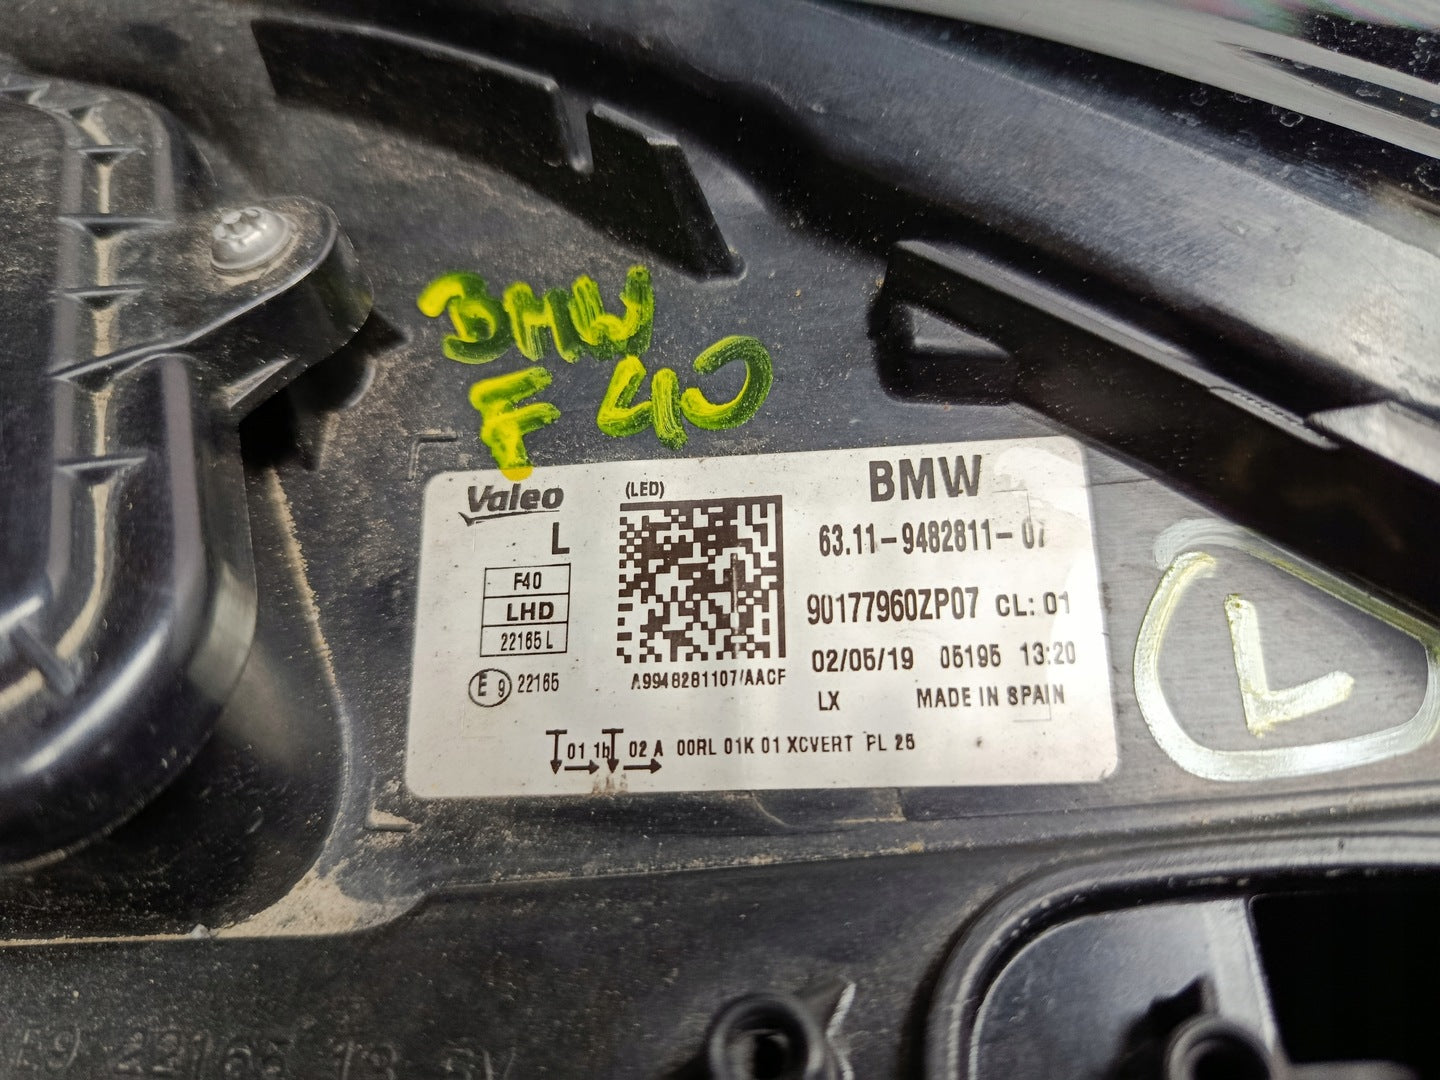 BMW
F 40
Valeo
(LED)
BMW
L
63.11-9482811-07
F40
LHD
22165 L
90177960ZP07 CL: 01
E 9 22165
A9948281107/AACF
02/05/19 05195 13:20
LX MADE IN SPAIN
01 1b 02 A 00RL 01K 01 XCVERT PL 25
L